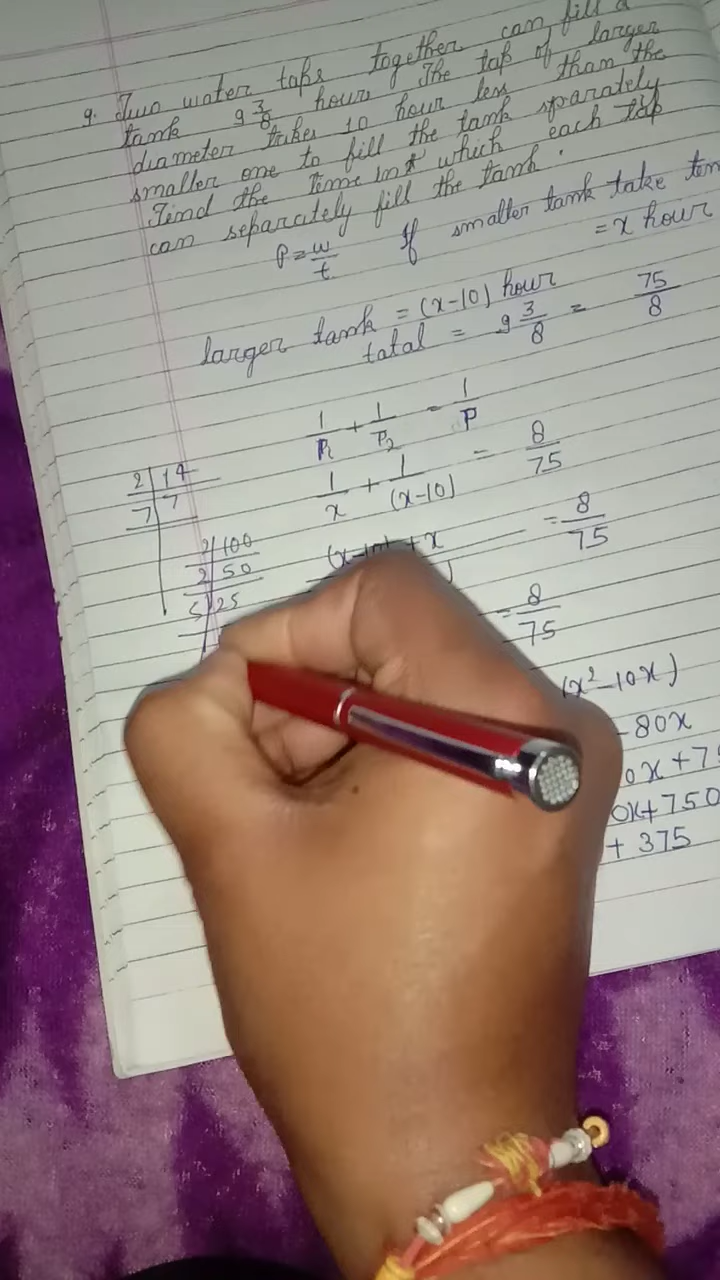 9. Two water taps together can fill a
tank 9 3/8 hours The tap of larger
diameter takes 10 hour less than the
smaller one to fill the tank sparately
Find the time in which each tap
can separately fill the tank.
P = w/t If smaller tank take
= x hour
larger tank = (x-10) hour
total = 9 3/8 = 75/8
1/P1 + 1/P2 = 1/P
1/x + 1/(x-10) = 8/75
2 | 14
7 | 7
(x-10) + x = 8/75
2 | 100
2 | 50
5 | 25
= 8/75
(x²-10x)
-80x
0x+750
+ 375